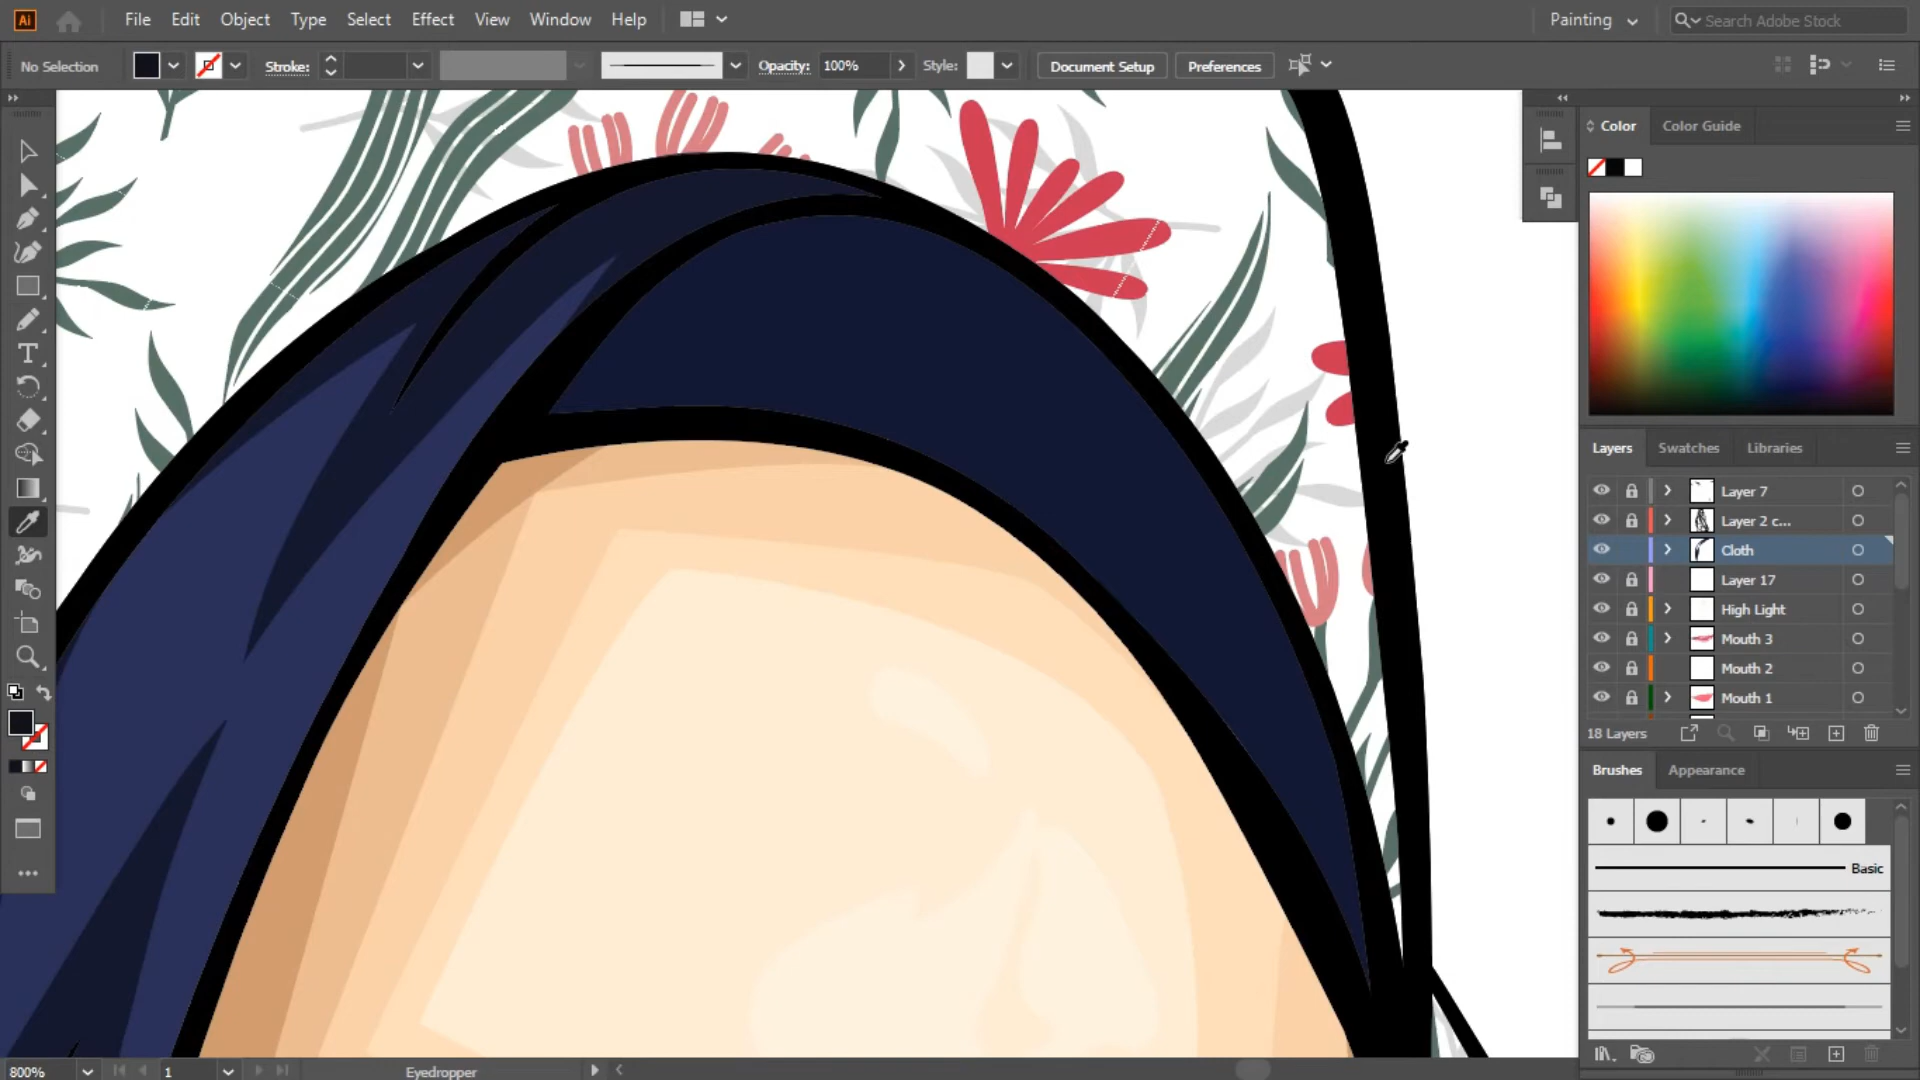 Ai File Edit Object Type Select Effect View Window Help Painting Search Adobe Stock
No Selection Stroke: Opacity: 100% Style: Document Setup Preferences
Color Color Guide
Layers Swatches Libraries
Layer 7
Layer 2 c...
Cloth
Layer 17
High Light
Mouth 3
Mouth 2
Mouth 1
18 Layers
Brushes Appearance
Basic
800% 1 Eyedropper